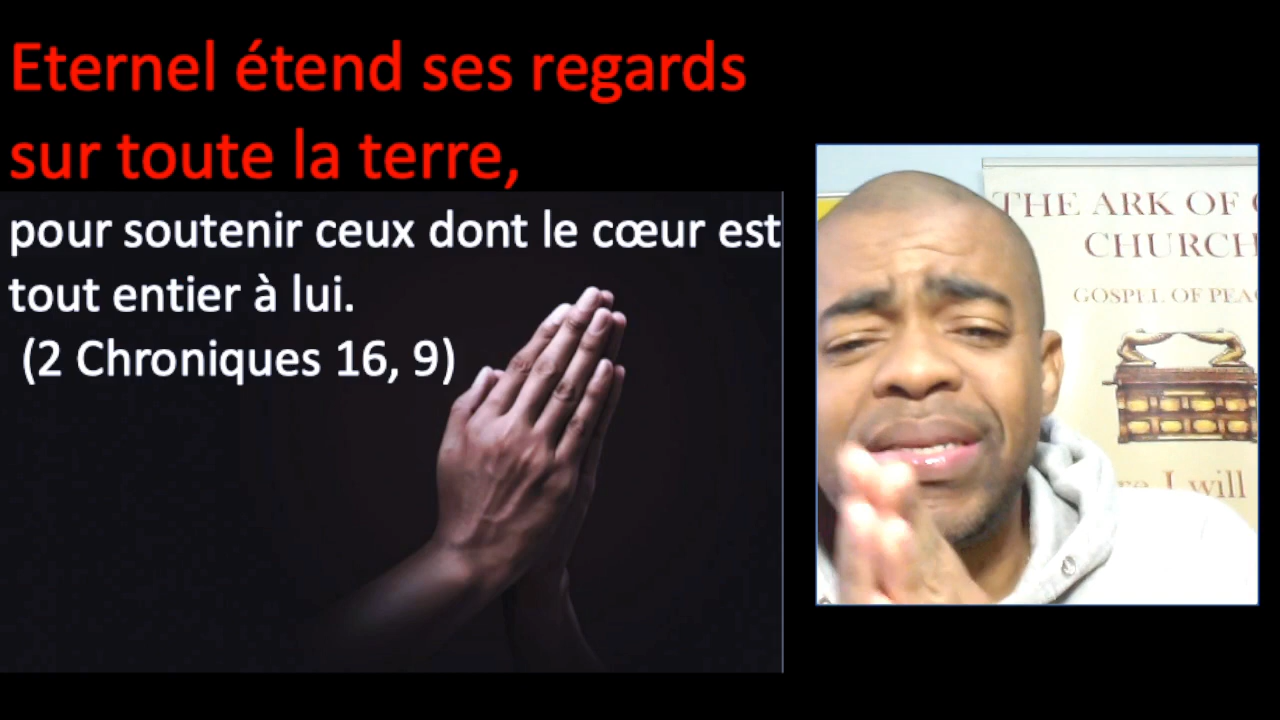 Eternel étend ses regards
sur toute la terre,
pour soutenir ceux dont le cœur est
tout entier à lui.
(2 Chroniques 16, 9)
THE ARK OF
CHURCH
GOSPEL OF
I will